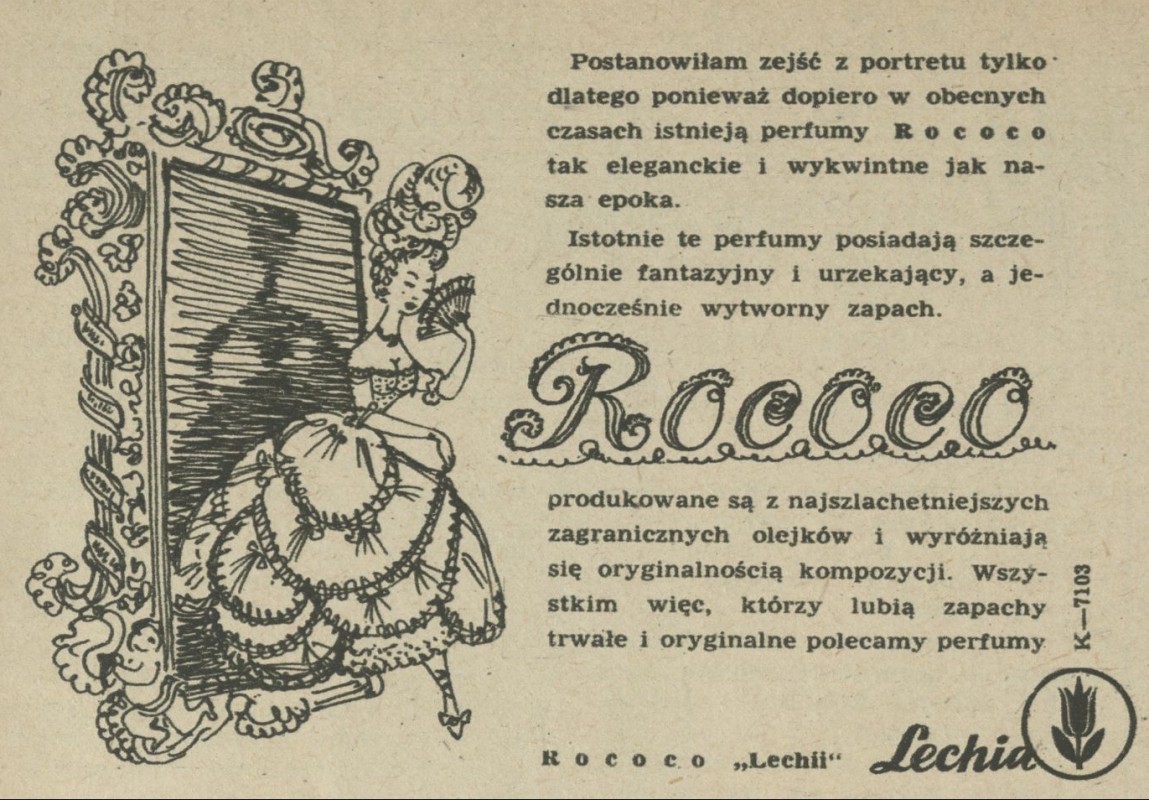 Postanowiłam zejść z portretu tylko
dlatego ponieważ dopiero w obecnych
czasach istnieją perfumy Rococo
tak eleganckie i wykwintne jak na-
sza epoka.
Istotnie te perfumy posiadają szcze-
gólnie fantazyjny i urzekający, a je-
dnocześnie wytworny zapach.
Rococo
produkowane są z najszlachetniejszych
zagranicznych olejków i wyróżniają
się oryginalnością kompozycji. Wszy-
stkim więc, którzy lubią zapachy
trwałe i oryginalne polecamy perfumy
Rococo „Lechii“
Lechia
K—7103